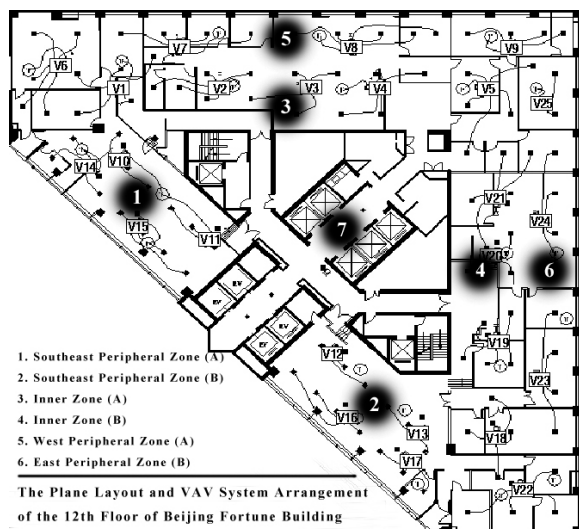 5
V7
V8
V9
V6
V1
V2
V3
V4
V5
V25
3
V10
V14
V21
1
V24
V15
V11
7
V20
4
6
EV
EV
EV
EV
V12
V19
1. Southeast Peripheral Zone (A)
2. Southeast Peripheral Zone (B)
3. Inner Zone (A)
4. Inner Zone (B)
5. West Peripheral Zone (A)
6. East Peripheral Zone (B)
V23
2
V16
V13
V18
V17
V22
The Plane Layout and VAV System Arrangement
of the 12th Floor of Beijing Fortune Building